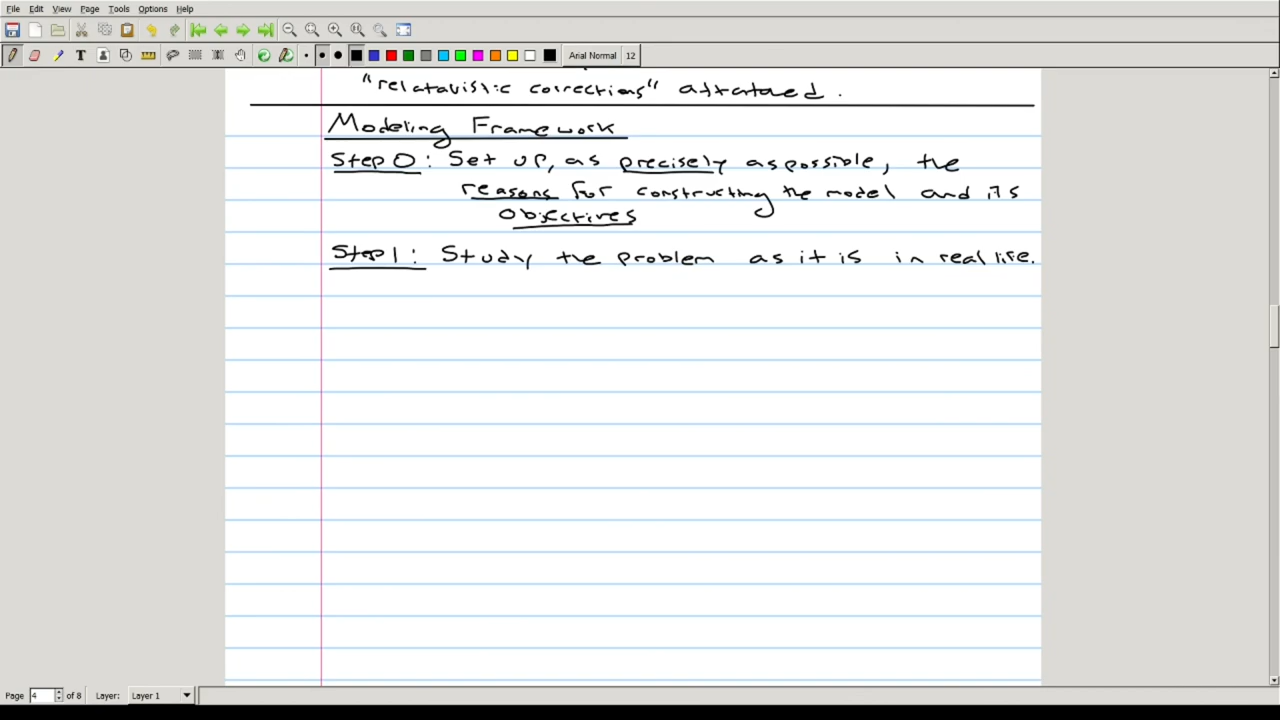 File Edit View Page Tools Options Help
Arial Normal 12
"relatavistic corrections" attatched.
Modeling Framework
Step 0: Set up, as precisely as possible, the
reasons for constructing the model and its
objectives
Step 1: Study the problem as it is in real life.
Page 4 of 8 Layer: Layer 1